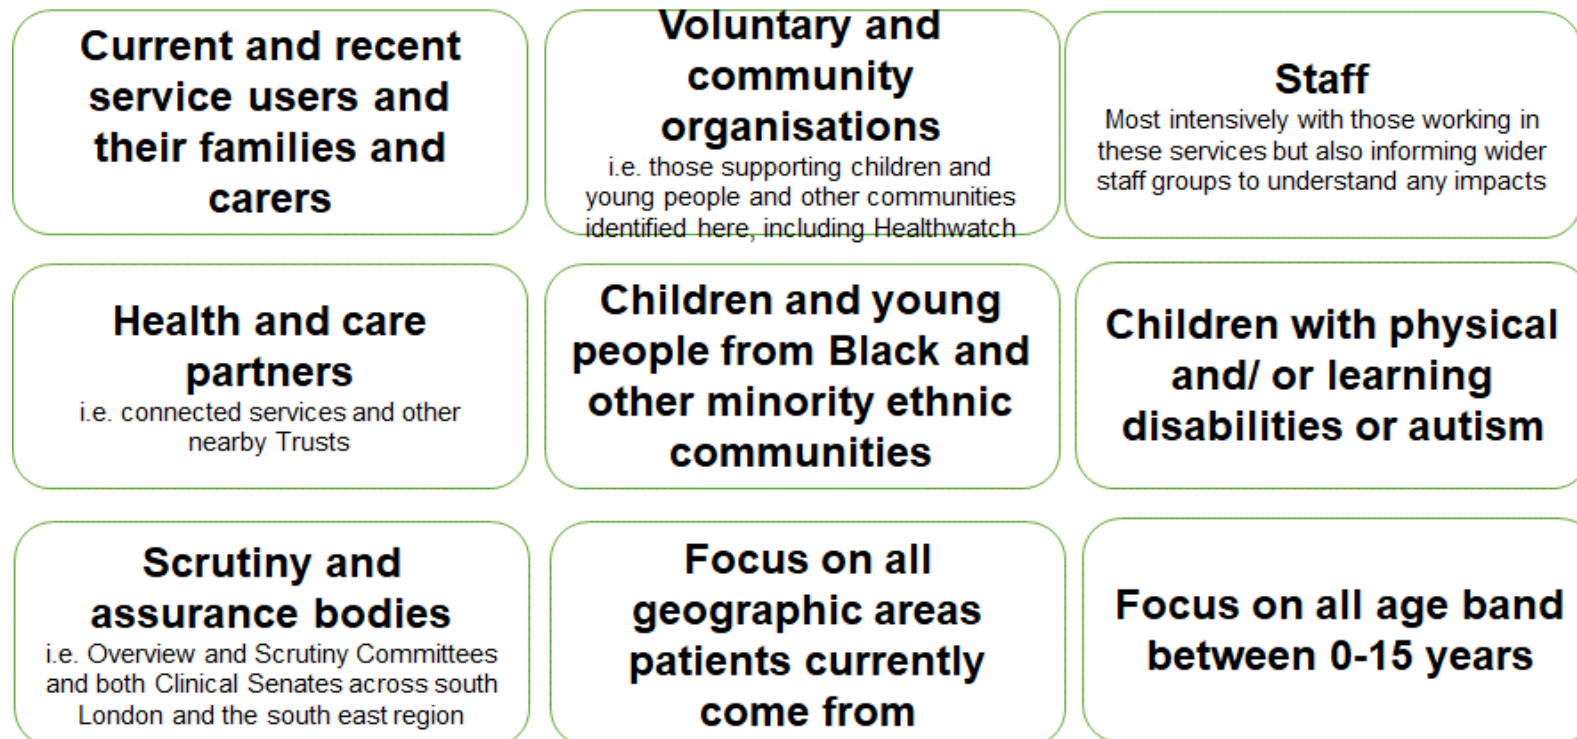 Current and recent
service users and
their families and
carers
Voluntary and
community
organisations
i.e. those supporting children and
young people and other communities
identified here, including Healthwatch
Staff
Most intensively with those working in
these services but also informing wider
staff groups to understand any impacts
Health and care
partners
i.e. connected services and other
nearby Trusts
Children and young
people from Black and
other minority ethnic
communities
Children with physical
and/ or learning
disabilities or autism
Scrutiny and
assurance bodies
i.e. Overview and Scrutiny Committees
and both Clinical Senates across south
London and the south east region
Focus on all
geographic areas
patients currently
come from
Focus on all age band
between 0-15 years